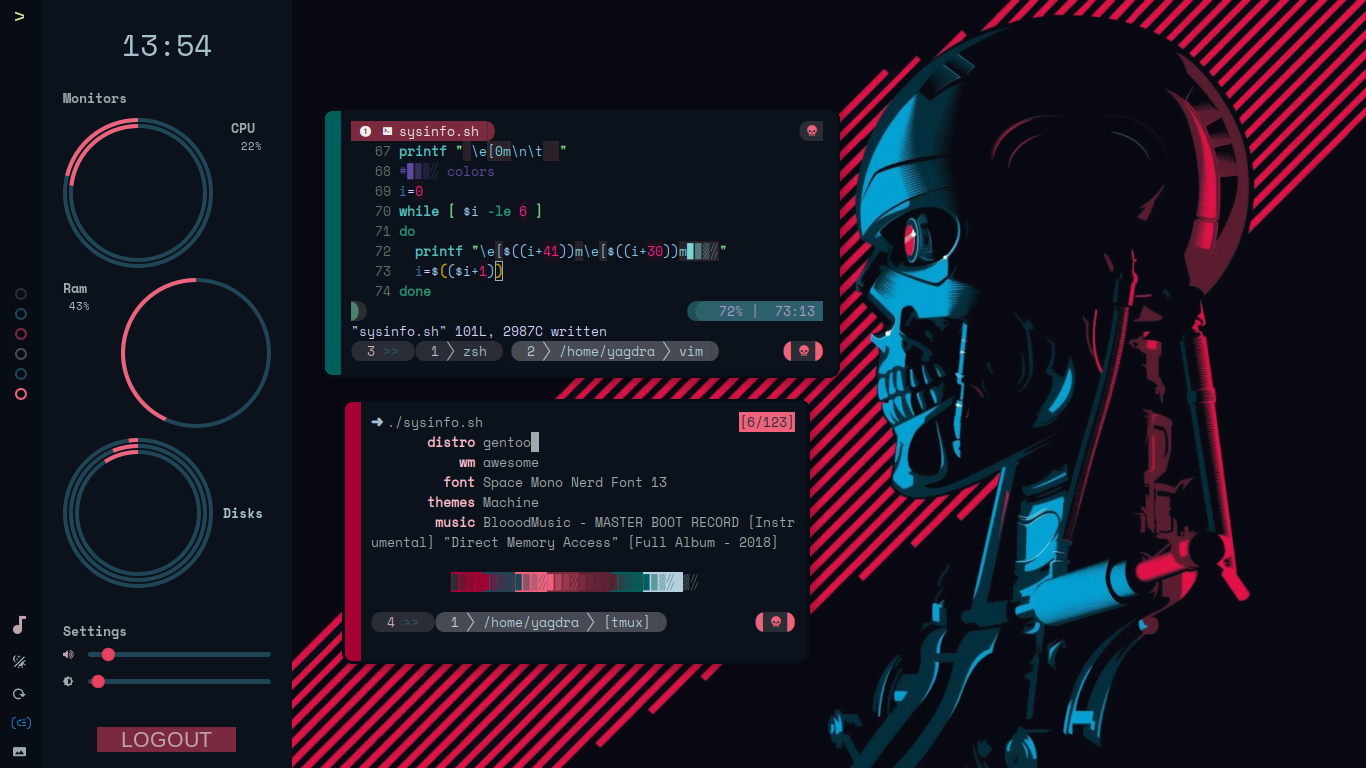 >
13:54
Monitors
CPU
22%
Ram
43%
Disks
Settings
LOGOUT
1 sysinfo.sh
67 printf " \e[0m\n\t "
68 # colors
69 i=0
70 while [ $i -le 6 ]
71 do
72 printf "\e[$((i+41))m\e[$((i+30))m█▓▒░"
73 i=$(($i+1))
74 done
72% | 73:13
"sysinfo.sh" 101L, 2987C written
3 >> 1 > zsh 2 > /home/yagdra > vim
➜ ./sysinfo.sh [6/123]
distro gentoo
wm awesome
font Space Mono Nerd Font 13
themes Machine
music BlooodMusic - MASTER BOOT RECORD [Instr
umental] "Direct Memory Access" [Full Album - 2018]
4 >> 1 > /home/yagdra > [tmux]